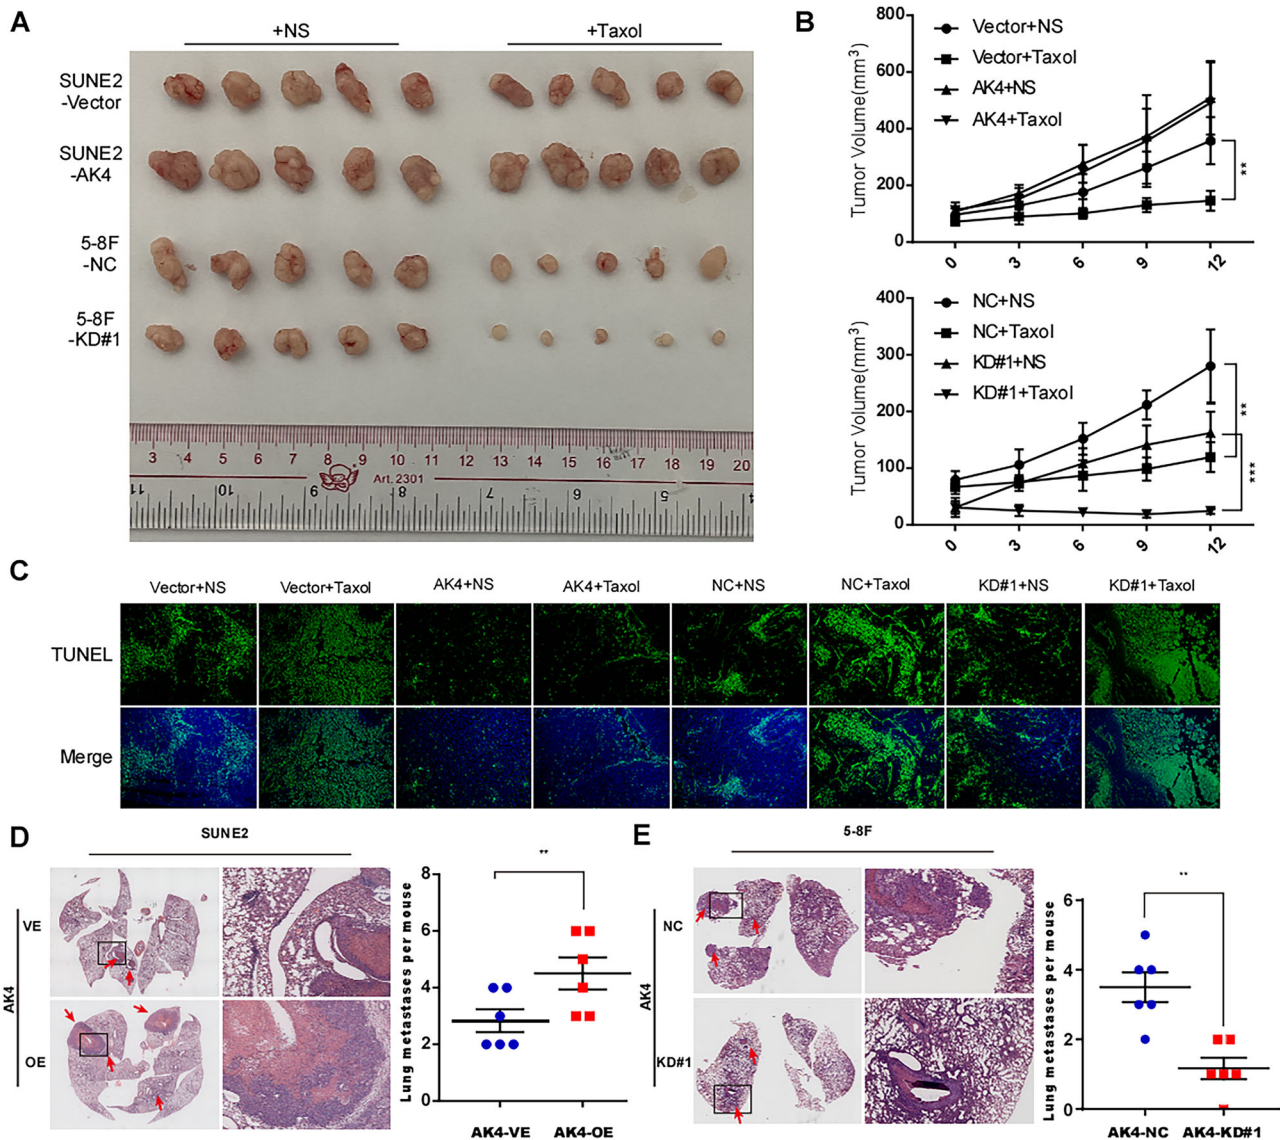 A
+NS
+Taxol
SUNE2
-Vector
SUNE2
-AK4
5-8F
-NC
5-8F
-KD#1
3 4 5 6 7 8 9 10 11 12 13 14 15 16 17 18 19 20
Art. 2301
11 10 9 8 7 6 5
B
Tumor Volume(mm3)
800
600
400
200
0
Vector+NS
Vector+Taxol
AK4+NS
AK4+Taxol
**
0 3 6 9 12
Tumor Volume(mm3)
400
300
200
100
0
NC+NS
NC+Taxol
KD#1+NS
KD#1+Taxol
**
***
0 3 6 9 12
C
Vector+NS Vector+Taxol AK4+NS AK4+Taxol NC+NS NC+Taxol KD#1+NS KD#1+Taxol
TUNEL
Merge
D
SUNE2
AK4
VE
OE
Lung metastases per mouse
8
6
4
2
0
**
AK4-VE AK4-OE
E
5-8F
AK4
NC
KD#1
Lung metastases per mouse
6
4
2
0
**
AK4-NC AK4-KD#1